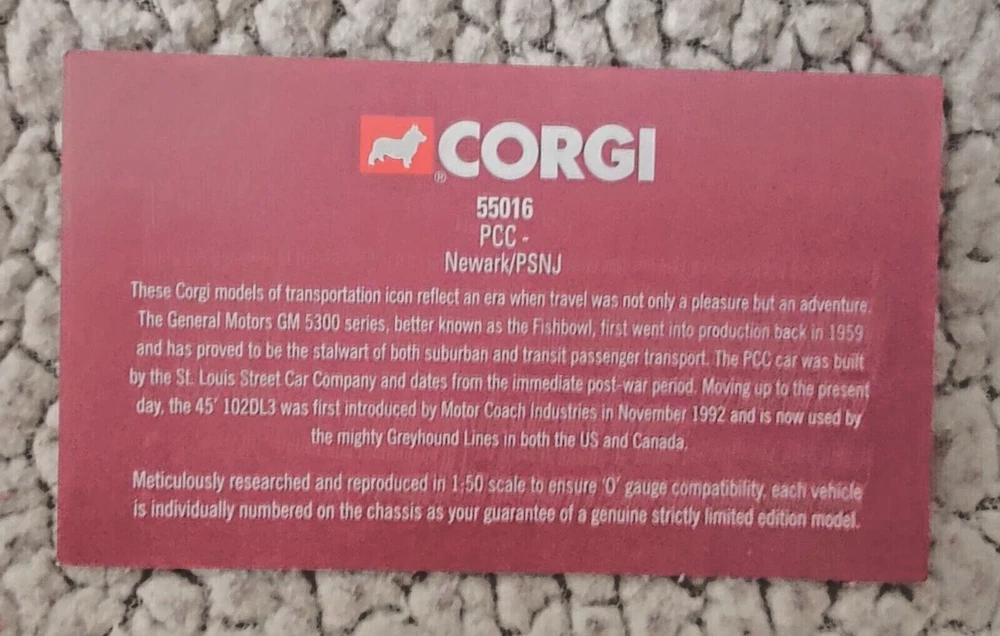 CORGI
®
55016
PCC -
Newark/PSNJ
These Corgi models of transportation icon reflect an era when travel was not only a pleasure but an adventure.
The General Motors GM 5300 series, better known as the Fishbowl, first went into production back in 1959
and has proved to be the stalwart of both suburban and transit passenger transport. The PCC car was built
by the St. Louis Street Car Company and dates from the immediate post-war period. Moving up to the present
day, the 45' 102DL3 was first introduced by Motor Coach Industries in November 1992 and is now used by
the mighty Greyhound Lines in both the US and Canada.
Meticulously researched and reproduced in 1:50 scale to ensure 'O' gauge compatibility, each vehicle
is individually numbered on the chassis as your guarantee of a genuine strictly limited edition model.